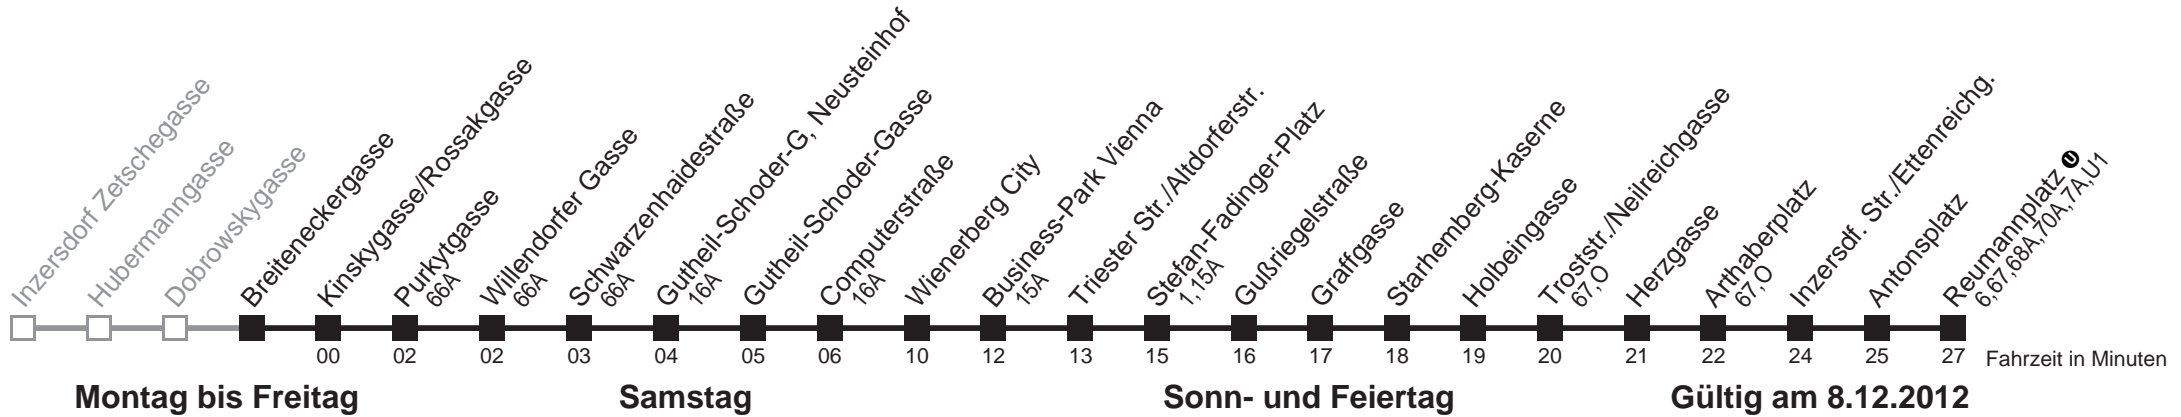 Inzersdorf Zetschegasse
Hubermanngasse
Dobrowskygasse
Breiteneckergasse
Kinskygasse/Rossakgasse
Purkytgasse
66A
Willendorfer Gasse
66A
Schwarzenhaidestraße
66A
Gutheil-Schoder-G, Neusteinhof
16A
Gutheil-Schoder-Gasse
Computerstraße
16A
Wienerberg City
Business-Park Vienna
15A
Triester Str./Altdorferstr.
Stefan-Fadinger-Platz
1,15A
Gußriegelstraße
Graffgasse
Starhemberg-Kaserne
Holbeingasse
Troststr./Neilreichgasse
67,O
Herzgasse
Arthaberplatz
67,O
Inzersdf. Str./Ettenreichg.
Antonsplatz
Reumannplatz U
6,67,68A,70A,7A,U1
00 02 02 03 04 05 06 10 12 13 15 16 17 18 19 20 21 22 24 25 27 Fahrzeit in Minuten
Montag bis Freitag Samstag Sonn- und Feiertag Gültig am 8.12.2012